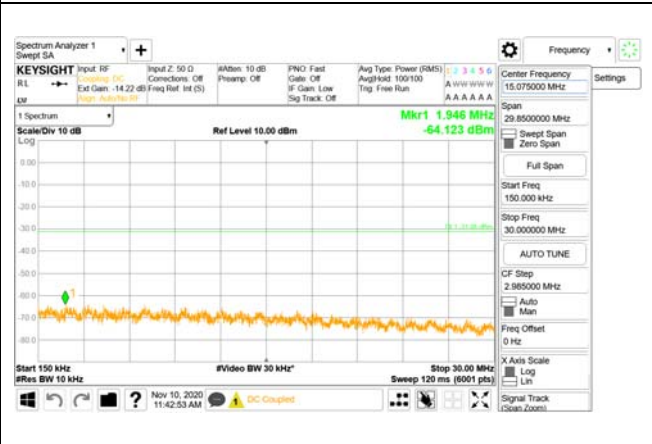 Spectrum Analyzer 1
Swept SA
Frequency
KEYSIGHT
RL
Input: RF
Coupling: DC
Ext Gain: -14.22 dB
Align: Auto/No RF
Input Z: 50 Ω
Corrections: Off
Freq Ref: Int (S)
#Atten: 10 dB
Preamp: Off
PNO: Fast
Gate: Off
IF Gain: Low
Sig Track: Off
Avg Type: Power (RMS)
Avg|Hold: 100/100
Trig: Free Run
1 2 3 4 5 6
A W W W W W
A A A A A A
1 Spectrum
Scale/Div 10 dB
Log
Ref Level 10.00 dBm
Mkr1 1.946 MHz
-64.123 dBm
0.00
-10.0
-20.0
-30.0
-40.0
-50.0
-60.0
-70.0
-80.0
1
Start 150 kHz
#Res BW 10 kHz
#Video BW 30 kHz*
Stop 30.00 MHz
Sweep 120 ms (6001 pts)
Center Frequency
15.075000 MHz
Settings
Span
29.8500000 MHz
Swept Span
Zero Span
Full Span
Start Freq
150.000 kHz
Stop Freq
30.000000 MHz
AUTO TUNE
CF Step
2.985000 MHz
Auto
Man
Freq Offset
0 Hz
X Axis Scale
Log
Lin
Signal Track
(Span Zoom)
?
Nov 10, 2020
11:42:53 AM
1
DC Coupled